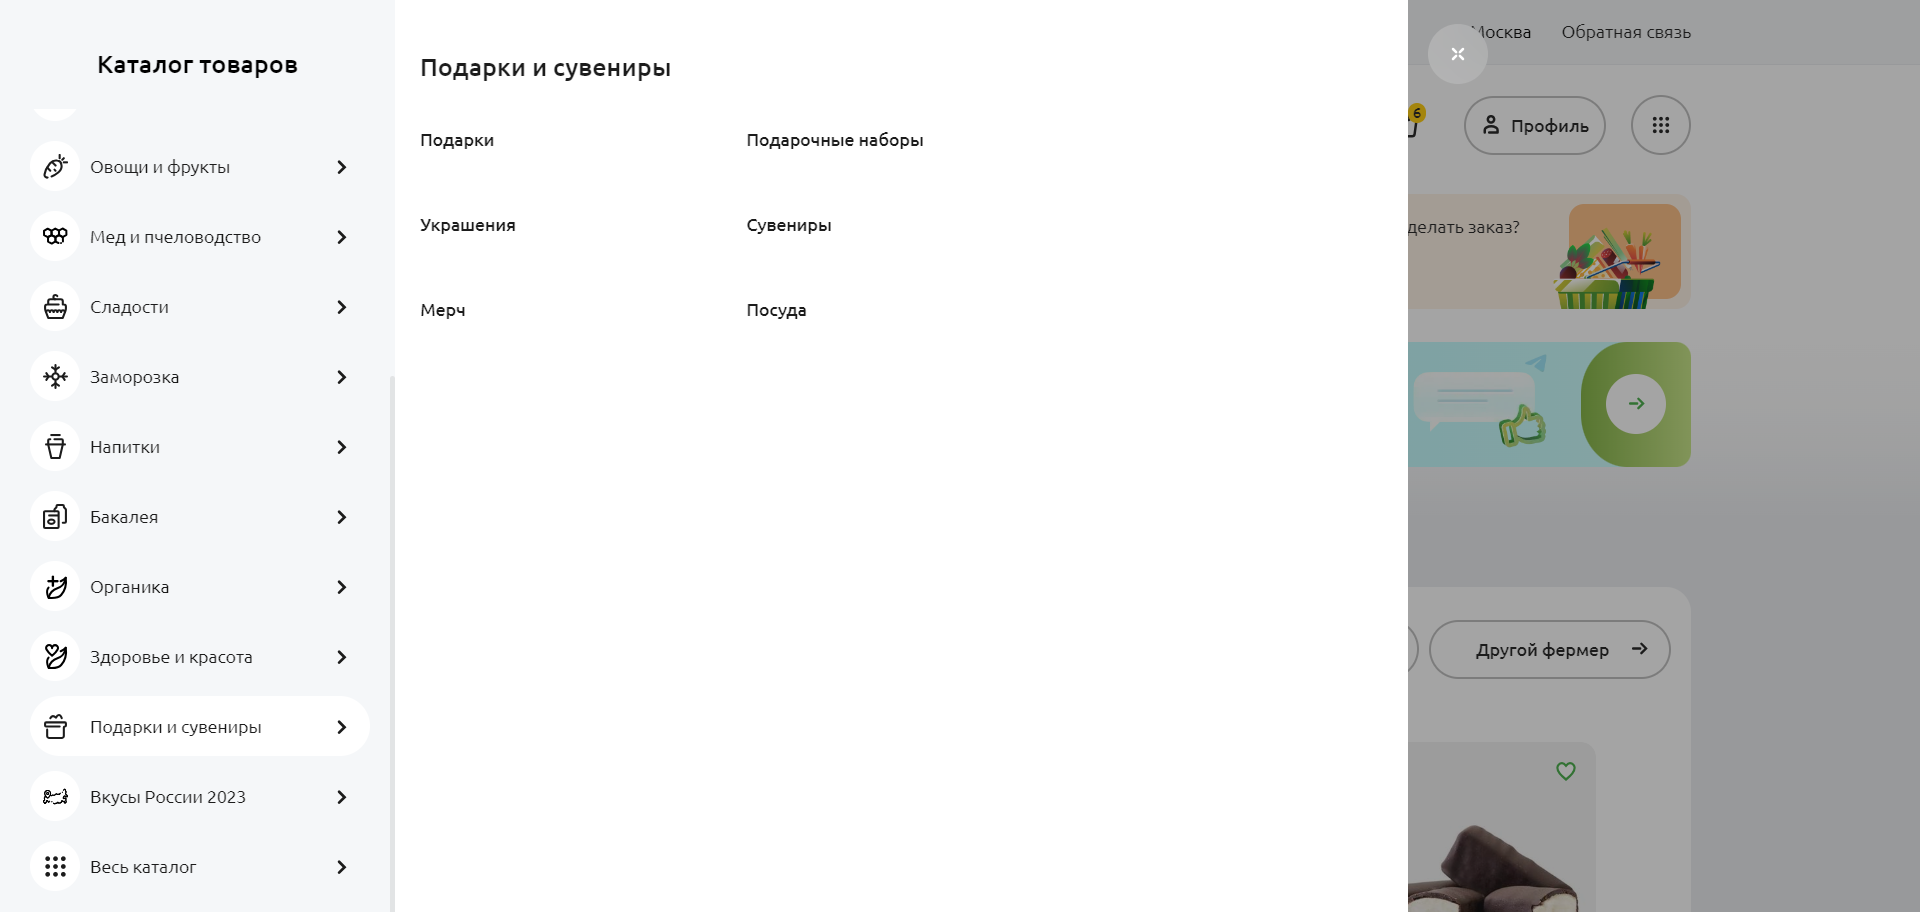 Каталог товаров
Овощи и фрукты
Мед и пчеловодство
Сладости
Заморозка
Напитки
Бакалея
Органика
Здоровье и красота
Подарки и сувениры
Вкусы России 2023
Весь каталог
Подарки и сувениры
Подарки
Подарочные наборы
Украшения
Сувениры
Мерч
Посуда
Москва
Обратная связь
6
Профиль
делать заказ?
Другой фермер